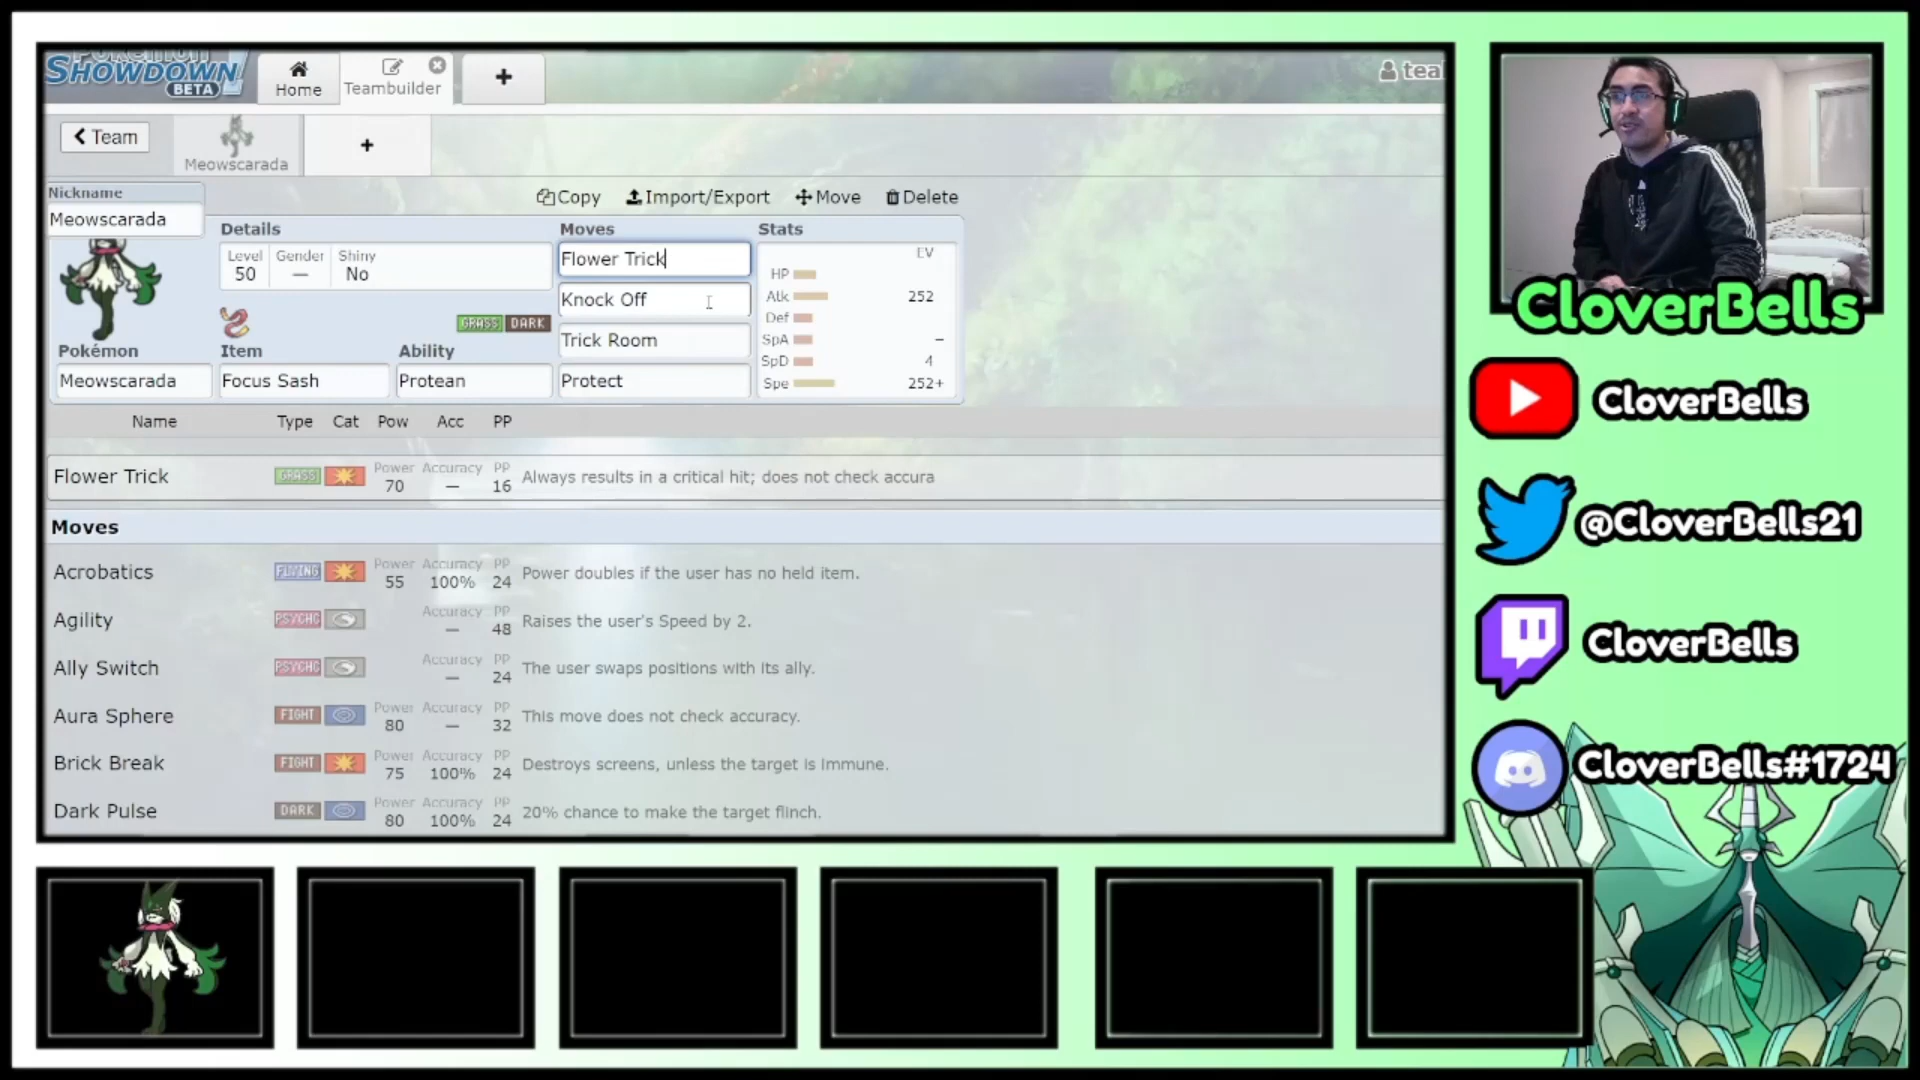 Pokémon
SHOWDOWN
BETA
Home
Teambuilder
+
teal
Team
Meowscarada
+
Nickname
Meowscarada
Copy
Import/Export
Move
Delete
Details
Moves
Stats
Level
50
Gender
—
Shiny
No
GRASS DARK
Pokémon
Meowscarada
Item
Focus Sash
Ability
Protean
Flower Trick
Knock Off
Trick Room
Protect
EV
HP
Atk 252
Def
SpA –
SpD 4
Spe 252+
Name Type Cat Pow Acc PP
Flower Trick GRASS Power 70 Accuracy — PP 16 Always results in a critical hit; does not check accura
Moves
Acrobatics FLYING Power 55 Accuracy 100% PP 24 Power doubles if the user has no held item.
Agility PSYCHC Accuracy — PP 48 Raises the user's Speed by 2.
Ally Switch PSYCHC Accuracy — PP 24 The user swaps positions with its ally.
Aura Sphere FIGHT Power 80 Accuracy — PP 32 This move does not check accuracy.
Brick Break FIGHT Power 75 Accuracy 100% PP 24 Destroys screens, unless the target is immune.
Dark Pulse DARK Power 80 Accuracy 100% PP 24 20% chance to make the target flinch.
CloverBells
CloverBells
@CloverBells21
CloverBells
CloverBells#1724